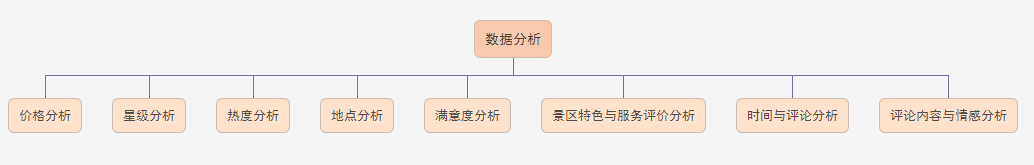 数据分析
价格分析
星级分析
热度分析
地点分析
满意度分析
景区特色与服务评价分析
时间与评论分析
评论内容与情感分析